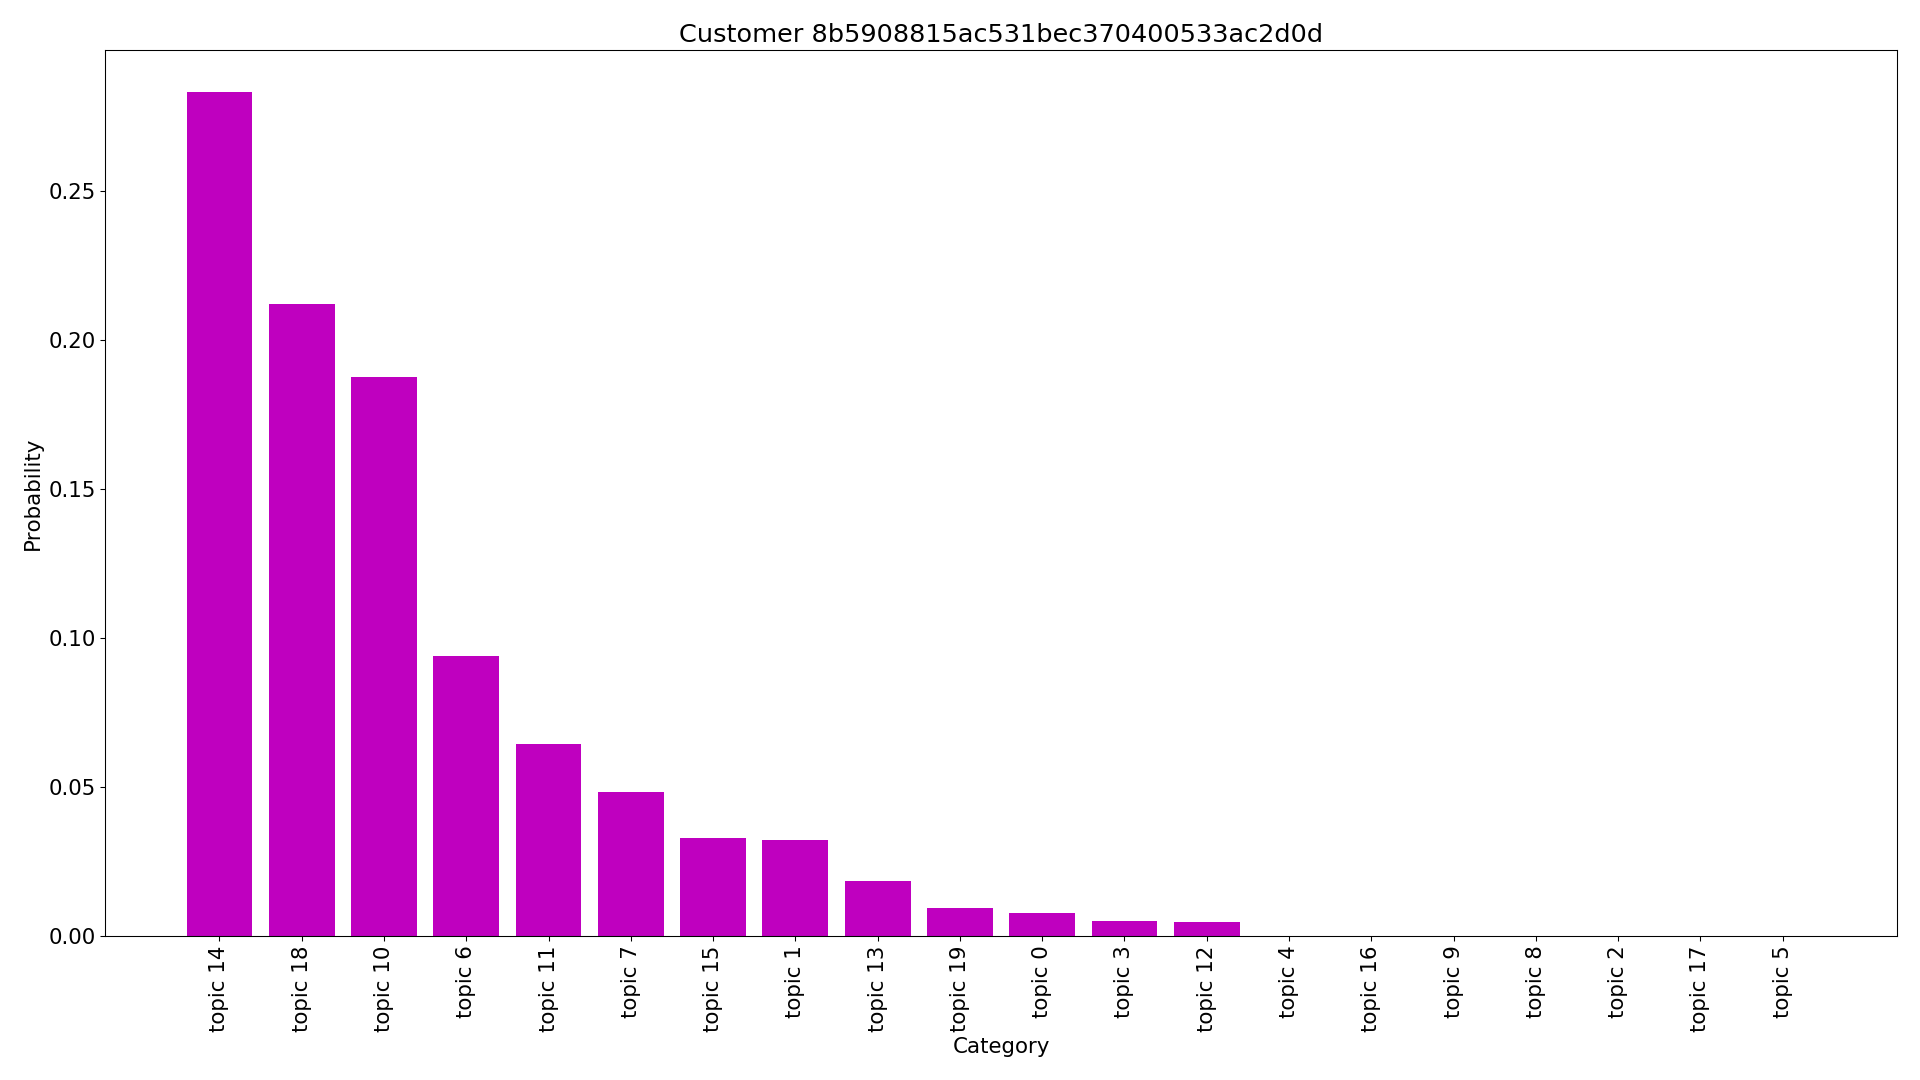 Customer 8b5908815ac531bec370400533ac2d0d
Probability
0.25
0.20
0.15
0.10
0.05
0.00
topic 14
topic 18
topic 10
topic 6
topic 11
topic 7
topic 15
topic 1
topic 13
topic 19
topic 0
topic 3
topic 12
topic 4
topic 16
topic 9
topic 8
topic 2
topic 17
topic 5
Category